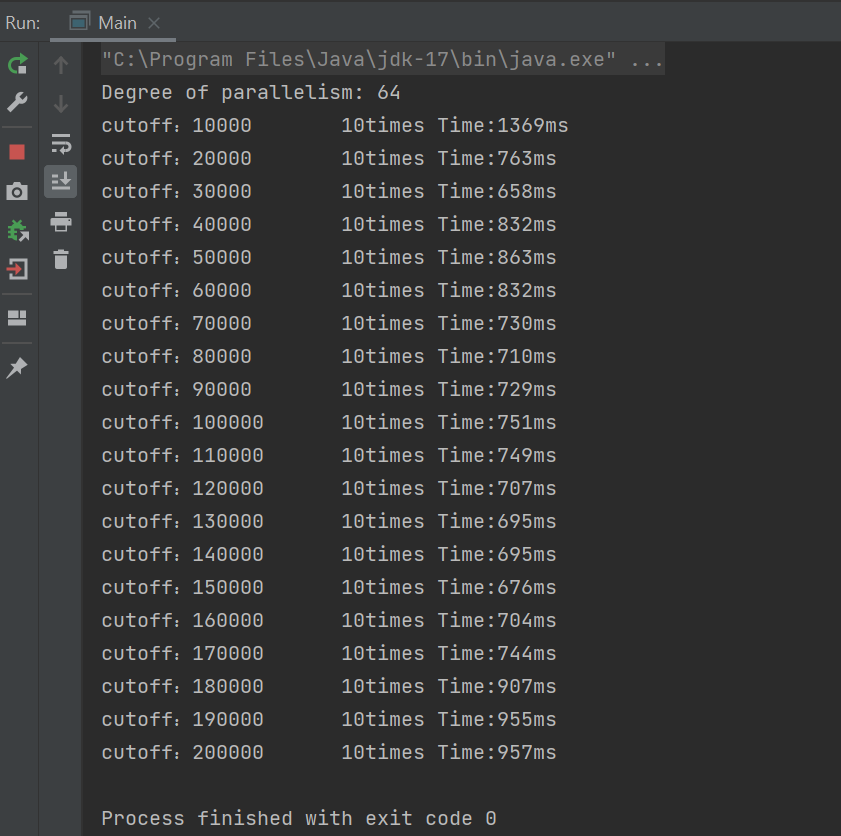 Run: Main
"C:\Program Files\Java\jdk-17\bin\java.exe" ...
Degree of parallelism: 64
cutoff：10000 10times Time:1369ms
cutoff：20000 10times Time:763ms
cutoff：30000 10times Time:658ms
cutoff：40000 10times Time:832ms
cutoff：50000 10times Time:863ms
cutoff：60000 10times Time:832ms
cutoff：70000 10times Time:730ms
cutoff：80000 10times Time:710ms
cutoff：90000 10times Time:729ms
cutoff：100000 10times Time:751ms
cutoff：110000 10times Time:749ms
cutoff：120000 10times Time:707ms
cutoff：130000 10times Time:695ms
cutoff：140000 10times Time:695ms
cutoff：150000 10times Time:676ms
cutoff：160000 10times Time:704ms
cutoff：170000 10times Time:744ms
cutoff：180000 10times Time:907ms
cutoff：190000 10times Time:955ms
cutoff：200000 10times Time:957ms
Process finished with exit code 0